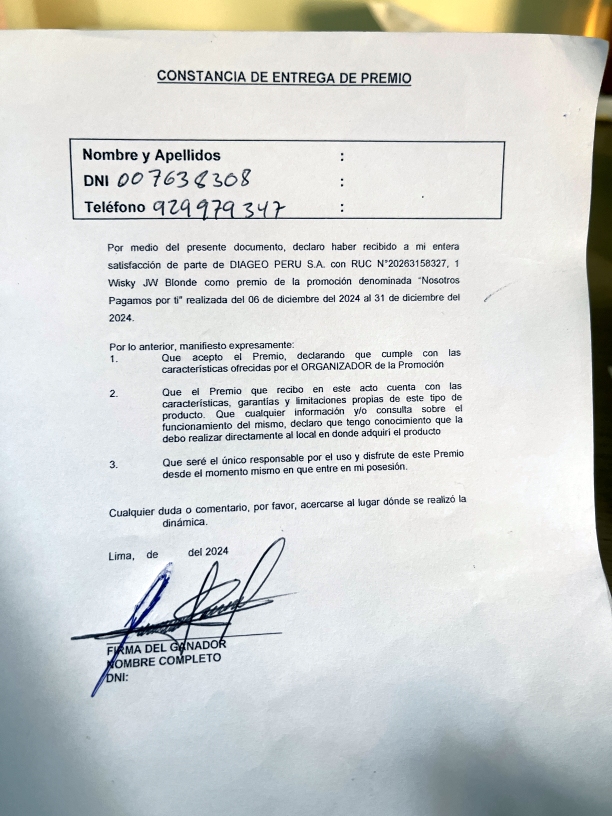 CONSTANCIA DE ENTREGA DE PREMIO
Nombre y Apellidos :
DNI 007638308 :
Teléfono 929979347 :
Por medio del presente documento, declaro haber recibido a mi entera
satisfacción de parte de DIAGEO PERU S.A. con RUC N°20263158327, 1
Wisky JW Blonde como premio de la promoción denominada "Nosotros
Pagamos por ti" realizada del 06 de diciembre del 2024 al 31 de diciembre del
2024.
Por lo anterior, manifiesto expresamente:
1. Que acepto el Premio, declarando que cumple con las
características ofrecidas por el ORGANIZADOR de la Promoción
2. Que el Premio que recibo en este acto cuenta con las
características, garantías y limitaciones propias de este tipo de
producto. Que cualquier información y/o consulta sobre el
funcionamiento del mismo, declaro que tengo conocimiento que la
debo realizar directamente al local en donde adquirí el producto
3. Que seré el único responsable por el uso y disfrute de este Premio
desde el momento mismo en que entre en mi posesión.
Cualquier duda o comentario, por favor, acercarse al lugar dónde se realizó la
dinámica.
Lima, de del 2024
FIRMA DEL GANADOR
NOMBRE COMPLETO
DNI: